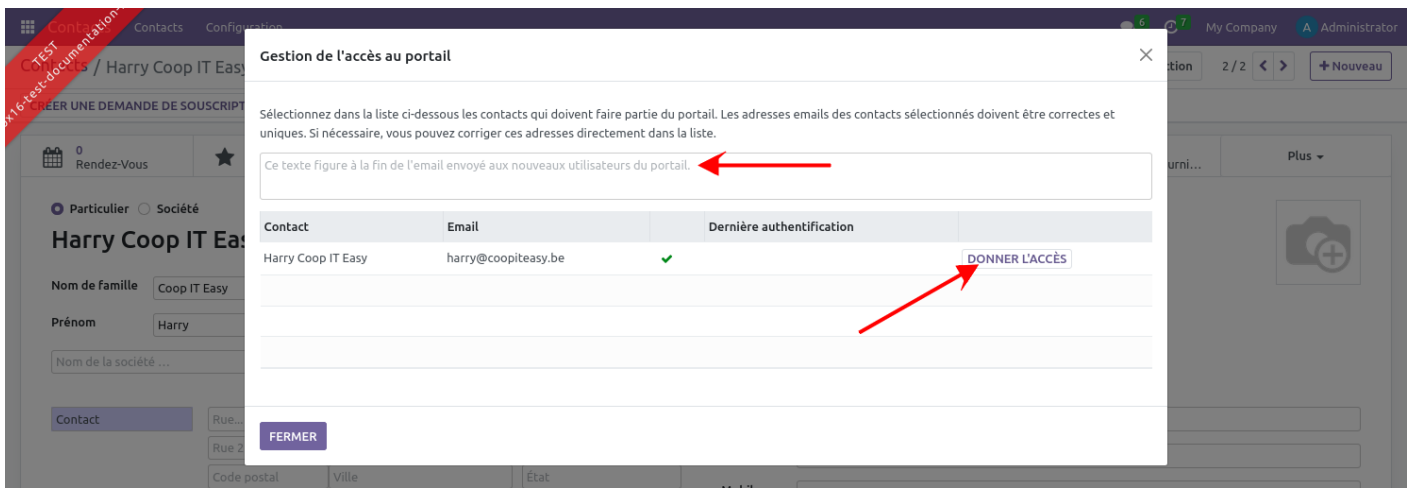 Contacts Contacts Configuration 6 7 My Company A Administrator
TEST
x16-test-documentation-
Contacts / Harry Coop IT Easy ction 2 / 2 Nouveau
CRÉER UNE DEMANDE DE SOUSCRIPT
0
Rendez-Vous
urni...
Plus
Particulier Société
Harry Coop IT Eas
Nom de famille Coop IT Easy
Prénom Harry
Nom de la société ...
Contact
Rue...
Rue 2
Code postal Ville État
Gestion de l'accès au portail
Sélectionnez dans la liste ci-dessous les contacts qui doivent faire partie du portail. Les adresses emails des contacts sélectionnés doivent être correctes et
uniques. Si nécessaire, vous pouvez corriger ces adresses directement dans la liste.
Ce texte figure à la fin de l'email envoyé aux nouveaux utilisateurs du portail.
Contact Email Dernière authentification
Harry Coop IT Easy harry@coopiteasy.be DONNER L'ACCÈS
FERMER